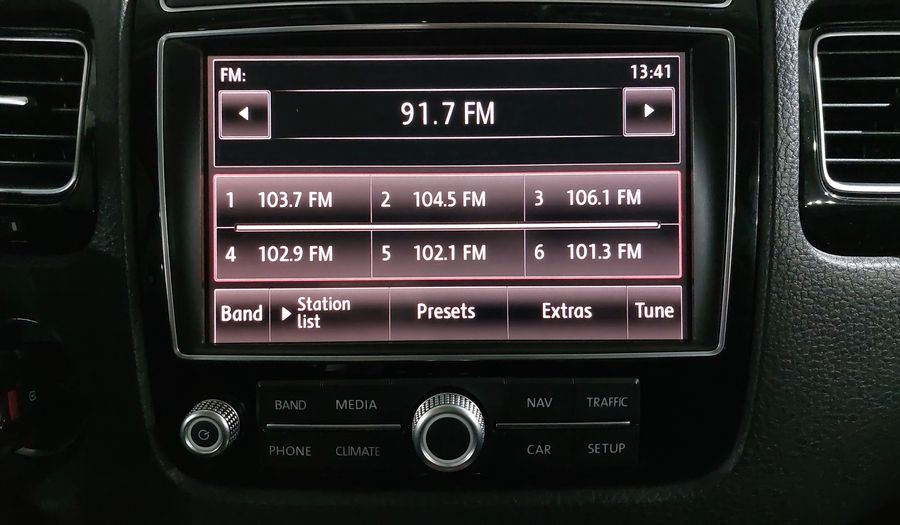 FM: 13:41
91.7 FM
1 103.7 FM 2 104.5 FM 3 106.1 FM
4 102.9 FM 5 102.1 FM 6 101.3 FM
Band Station list Presets Extras Tune
BAND MEDIA NAV TRAFFIC
PHONE CLIMATE CAR SETUP